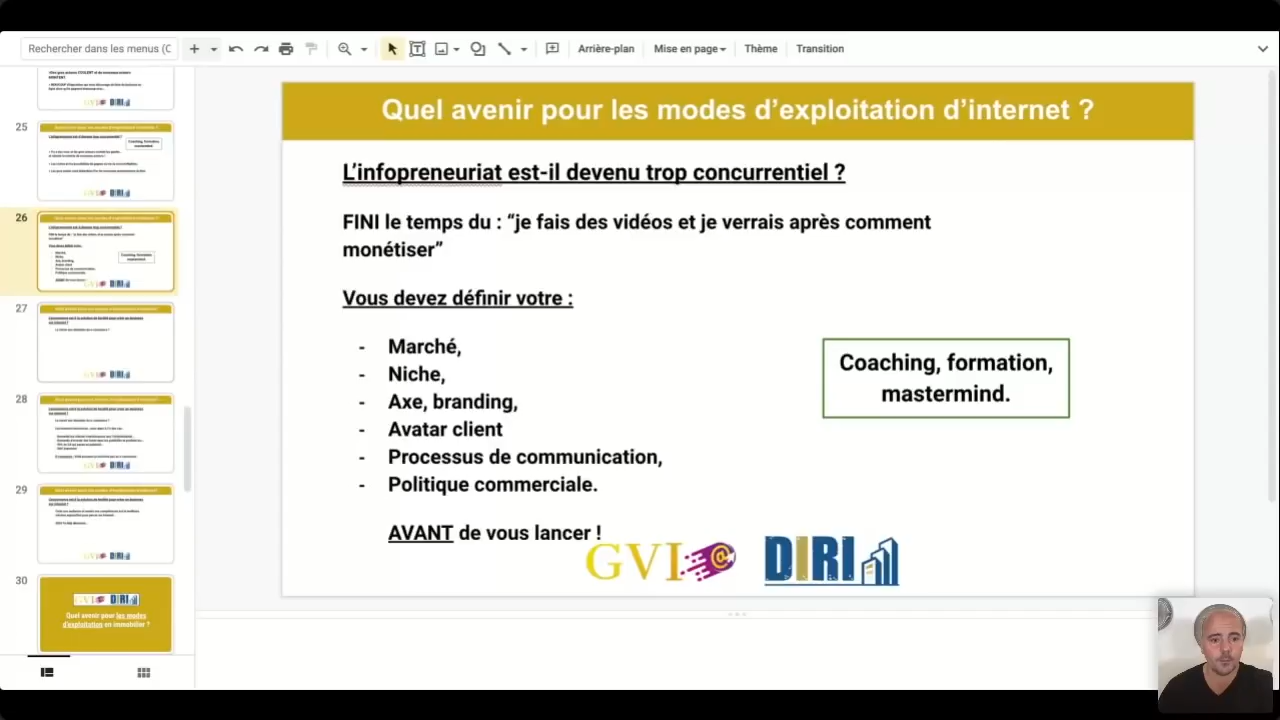 Rechercher dans les menus (C
Arrière-plan
Mise en page
Thème
Transition
25
26
27
28
29
30
Quel avenir pour les modes
d'exploitation en immobilier ?
Quel avenir pour les modes d’exploitation d’internet ?
L’infopreneuriat est-il devenu trop concurrentiel ?
FINI le temps du : “je fais des vidéos et je verrais après comment
monétiser”
Vous devez définir votre :
- Marché,
- Niche,
- Axe, branding,
- Avatar client
- Processus de communication,
- Politique commerciale.
Coaching, formation,
mastermind.
AVANT de vous lancer !
GVI@
DIRI